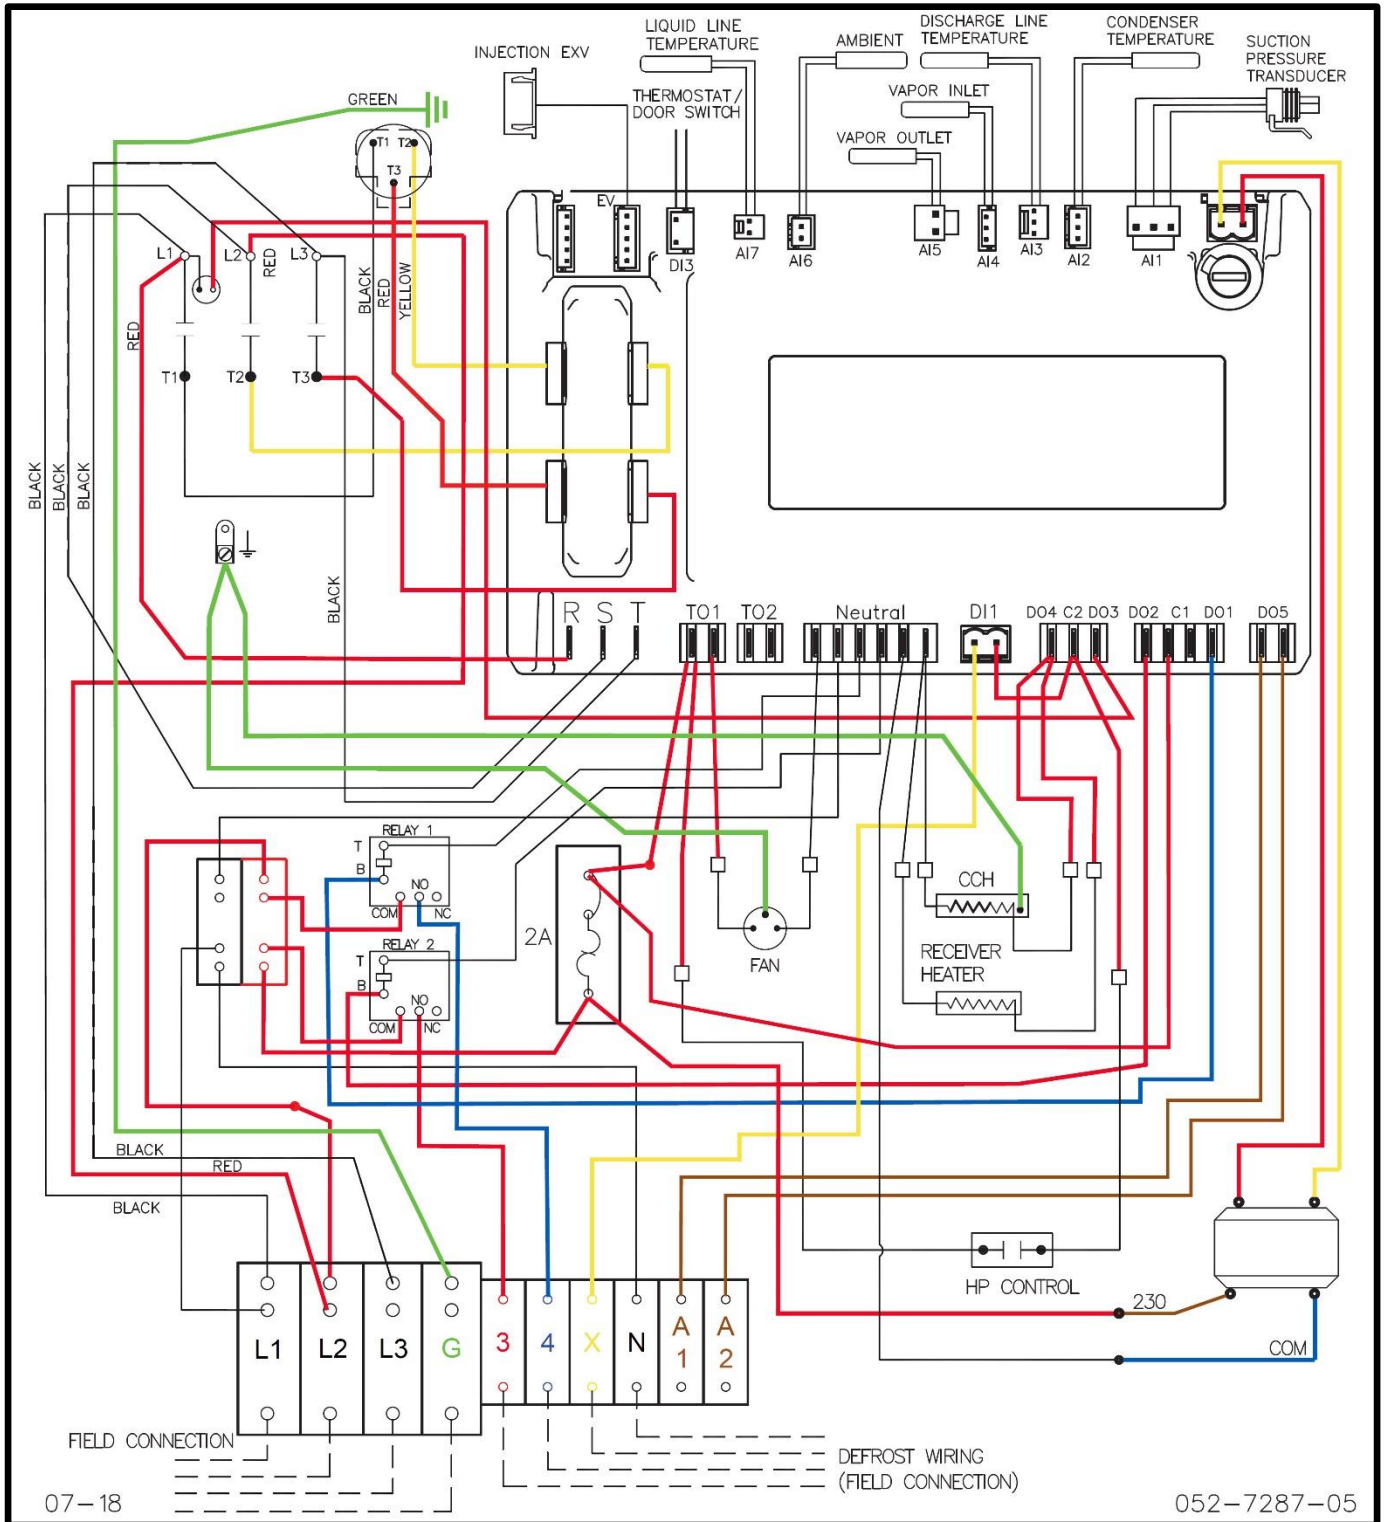 LIQUID LINE
TEMPERATURE
DISCHARGE LINE
TEMPERATURE
CONDENSER
TEMPERATURE
INJECTION EXV
AMBIENT
SUCTION
PRESSURE
TRANSDUCER
THERMOSTAT/
DOOR SWITCH
VAPOR INLET
VAPOR OUTLET
GREEN
T1
T2
T3
EV
DI3
AI7
AI6
AI5
AI4
AI3
AI2
AI1
L1
L2
RED
L3
BLACK
RED
YELLOW
RED
T1
T2
T3
BLACK
BLACK
BLACK
BLACK
R
S
T
TO1
TO2
Neutral
DI1
DO4
C2
DO3
DO2
C1
DO1
DO5
RELAY 1
T
B
NO
COM
NC
RELAY 2
T
B
NO
COM
NC
2A
FAN
CCH
RECEIVER
HEATER
BLACK
RED
BLACK
HP CONTROL
230
COM
L1
L2
L3
G
3
4
X
N
A
1
A
2
FIELD CONNECTION
DEFROST WIRING
(FIELD CONNECTION)
07-18
052-7287-05